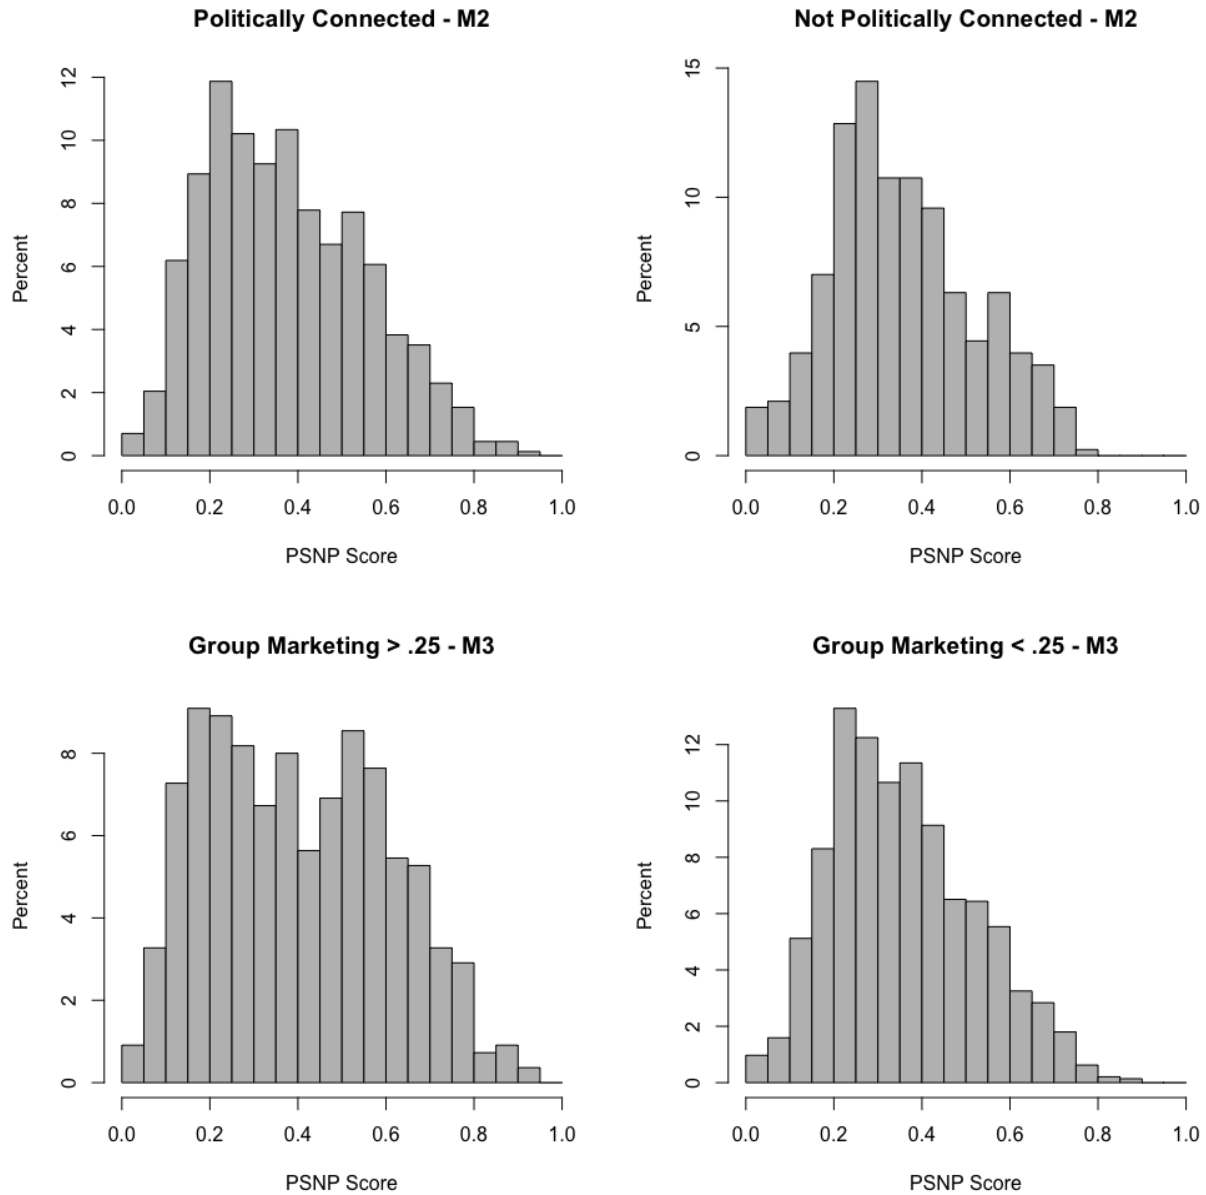 Politically Connected - M2
Percent
0 2 4 6 8 10 12
0.0 0.2 0.4 0.6 0.8 1.0
PSNP Score
Not Politically Connected - M2
Percent
0 5 10 15
0.0 0.2 0.4 0.6 0.8 1.0
PSNP Score
Group Marketing > .25 - M3
Percent
0 2 4 6 8
0.0 0.2 0.4 0.6 0.8 1.0
PSNP Score
Group Marketing < .25 - M3
Percent
0 2 4 6 8 10 12
0.0 0.2 0.4 0.6 0.8 1.0
PSNP Score